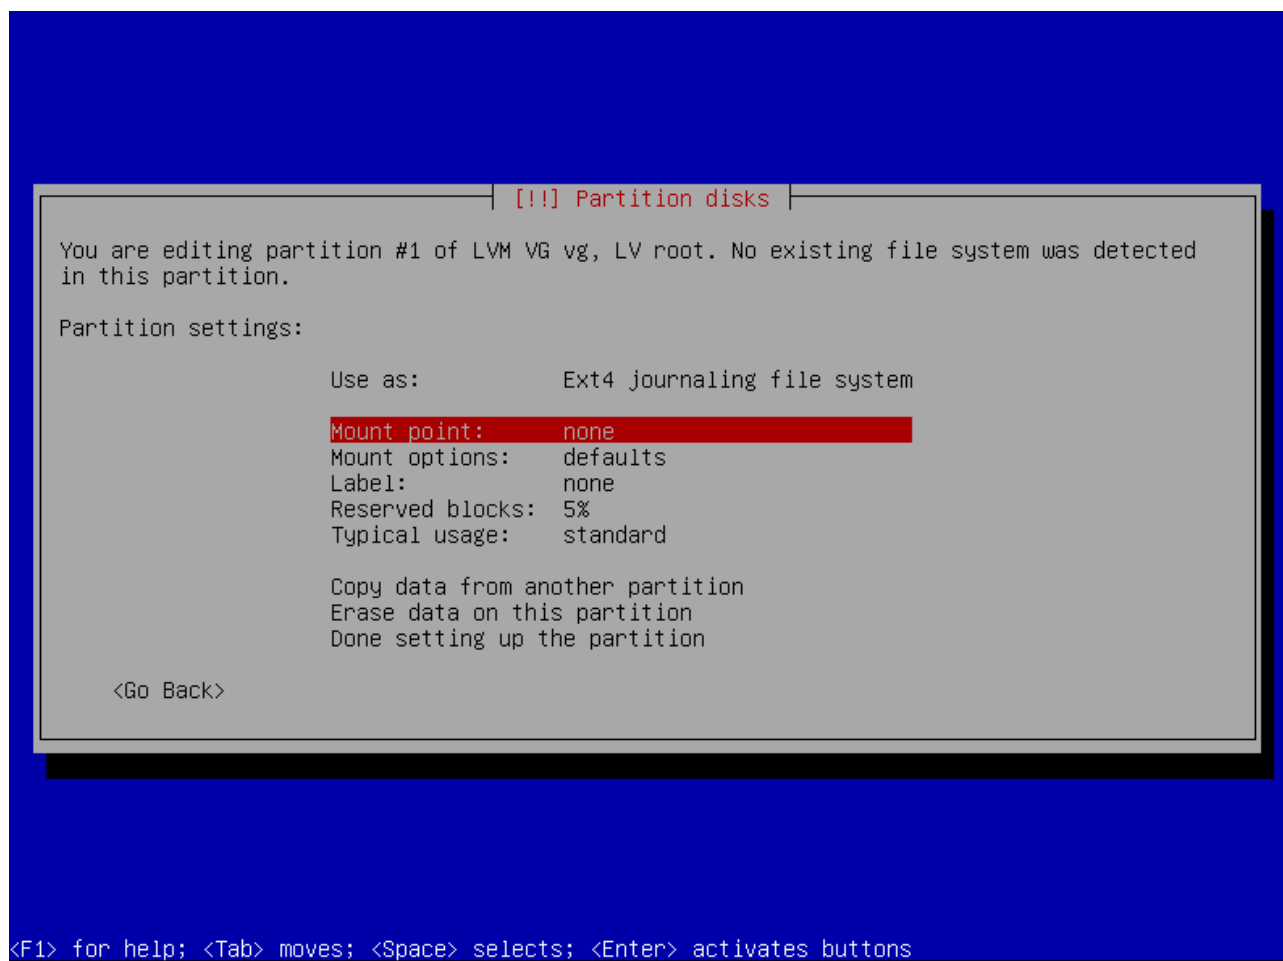 [!!] Partition disks
You are editing partition #1 of LVM VG vg, LV root. No existing file system was detected
in this partition.
Partition settings:
Use as: Ext4 journaling file system
Mount point: none
Mount options: defaults
Label: none
Reserved blocks: 5%
Typical usage: standard
Copy data from another partition
Erase data on this partition
Done setting up the partition
<Go Back>
<F1> for help; <Tab> moves; <Space> selects; <Enter> activates buttons